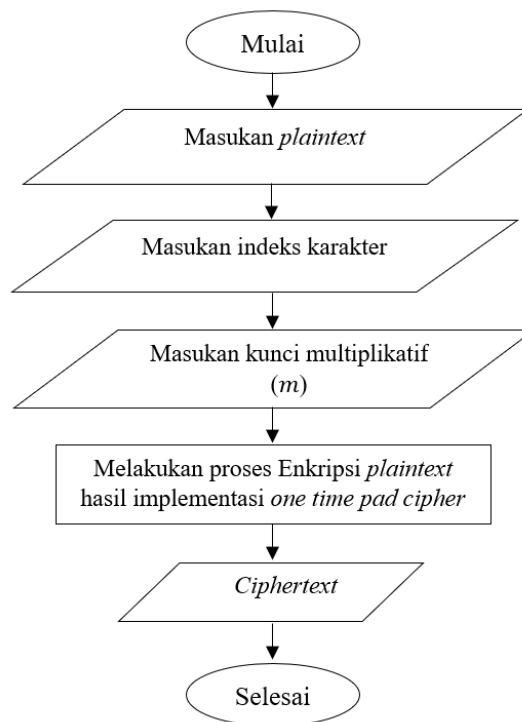 Mulai
Masukan plaintext
Masukan indeks karakter
Masukan kunci multiplikatif
(m)
Melakukan proses Enkripsi plaintext
hasil implementasi one time pad cipher
Ciphertext
Selesai